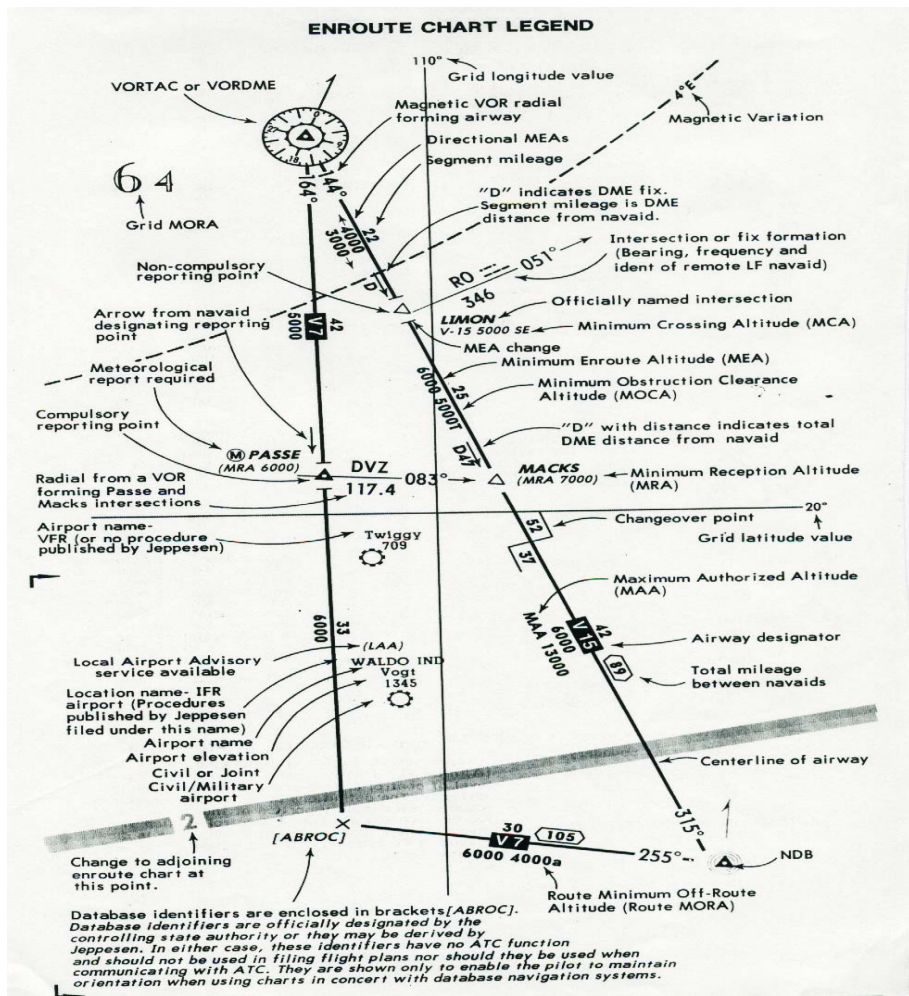 ENROUTE CHART LEGEND
110°
Grid longitude value
VORTAC or VORDME
Magnetic VOR radial
forming airway
4°E
Magnetic Variation
Directional MEAs
Segment mileage
0
18
64
Grid MORA
164°
144°
"D" indicates DME fix.
Segment mileage is DME
distance from navaid.
22
4000
3000
D
Non-compulsory
reporting point
RO
346
051°
Intersection or fix formation
(Bearing, frequency and
ident of remote LF navaid)
LIMON
V-15 5000 SE
Officially named intersection
Minimum Crossing Altitude (MCA)
MEA change
Arrow from navaid
designating reporting
point
42
V7
5000
Minimum Enroute Altitude (MEA)
25
6000 5000T
Minimum Obstruction Clearance
Altitude (MOCA)
Meteorological
report required
Compulsory
reporting point
"D" with distance indicates total
DME distance from navaid
D47
M PASSE
(MRA 6000)
DVZ
117.4
083°
MACKS
(MRA 7000)
Minimum Reception Altitude
(MRA)
Radial from a VOR
forming Passe and
Macks intersections
20°
Grid latitude value
52
37
Changeover point
Airport name-
VFR (or no procedure
published by Jeppesen)
Twiggy
709
Maximum Authorized Altitude
(MAA)
33
6000
42
V 15
6000
MAA 13000
Airway designator
89
Total mileage
between navaids
Local Airport Advisory
service available
(LAA)
WALDO IND
Vogt
1345
Location name- IFR
airport (Procedures
published by Jeppesen
filed under this name)
Airport name
Airport elevation
Civil or Joint
Civil/Military
airport
Centerline of airway
2
Change to adjoining
enroute chart at
this point.
[ABROC]
30
V 7
105
6000 4000a
255°
315°
NDB
Route Minimum Off-Route
Altitude (Route MORA)
Database identifiers are enclosed in brackets[ABROC].
Database identifiers are officially designated by the
controlling state authority or they may be derived by
Jeppesen. In either case, these identifiers have no ATC function
and should not be used in filing flight plans nor should they be used when
communicating with ATC. They are shown only to enable the pilot to maintain
orientation when using charts in concert with database navigation systems.